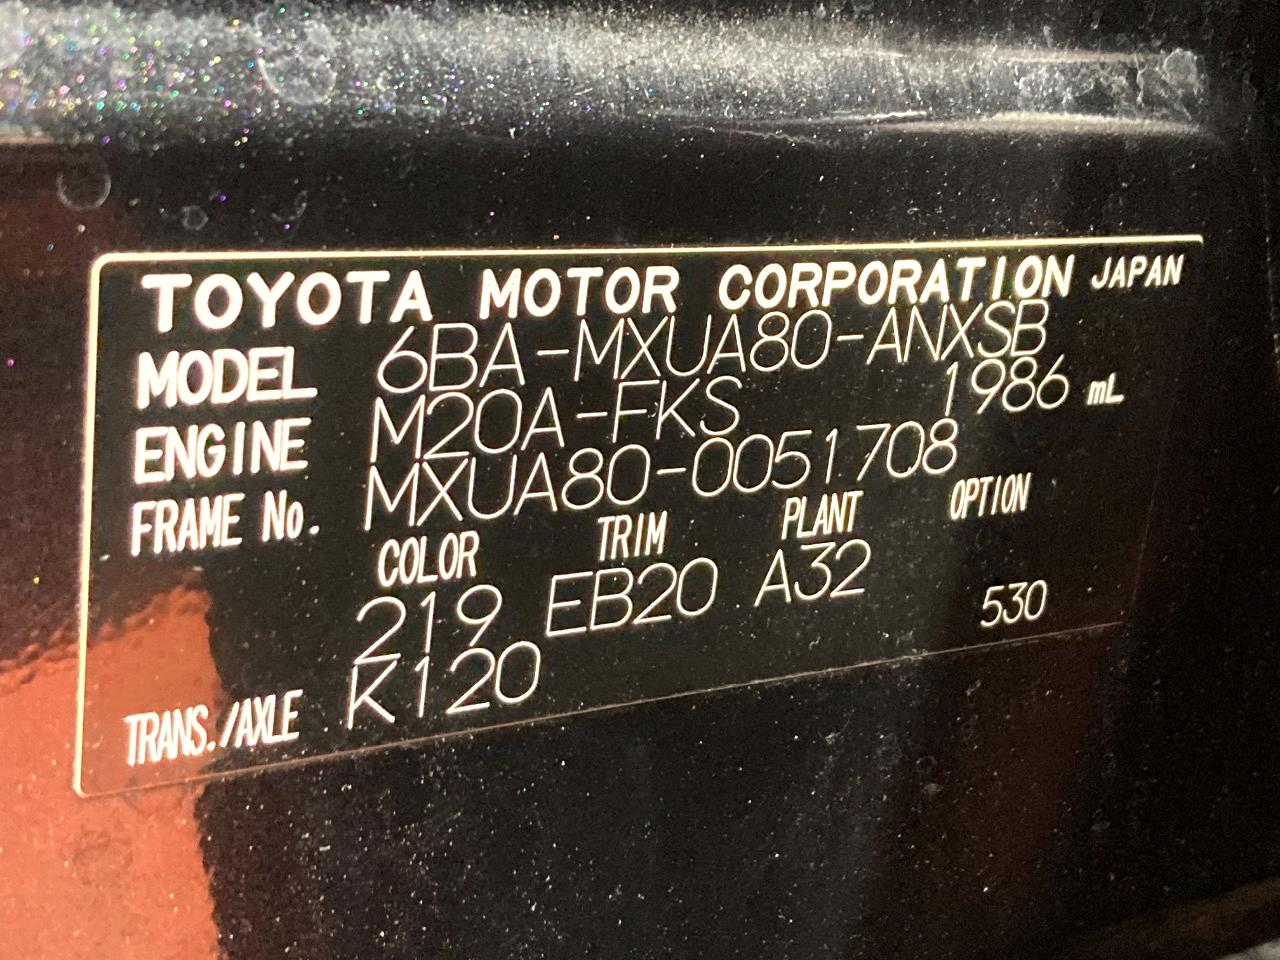 TOYOTA MOTOR CORPORATION JAPAN
MODEL 6BA-MXUA80-ANXSB
ENGINE M20A-FKS 1986 mL
FRAME No. MXUA80-0051708
COLOR TRIM PLANT OPTION
219 EB20 A32 530
TRANS./AXLE K120